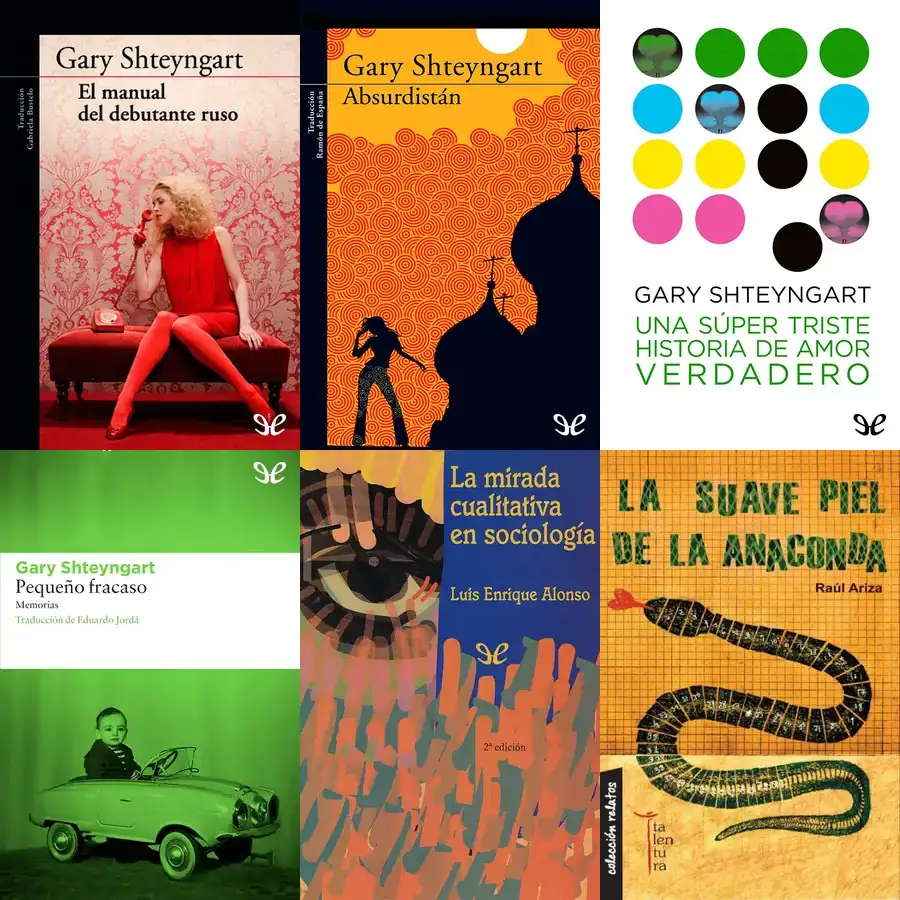 Gary Shteyngart
El manual
del debutante ruso
Traducción
Gabriela Bustelo
Gary Shteyngart
Absurdistán
Traducción
Ramón de España
GARY SHTEYNGART
UNA SÚPER TRISTE
HISTORIA DE AMOR
VERDADERO
Gary Shteyngart
Pequeño fracaso
Memorias
Traducción de Eduardo Jordá
La mirada
cualitativa
en sociología
Luis Enrique Alonso
2ª edición
LA SUAVE PIEL
DE LA ANACONDA
Raúl Ariza
colección relatos
Talentura